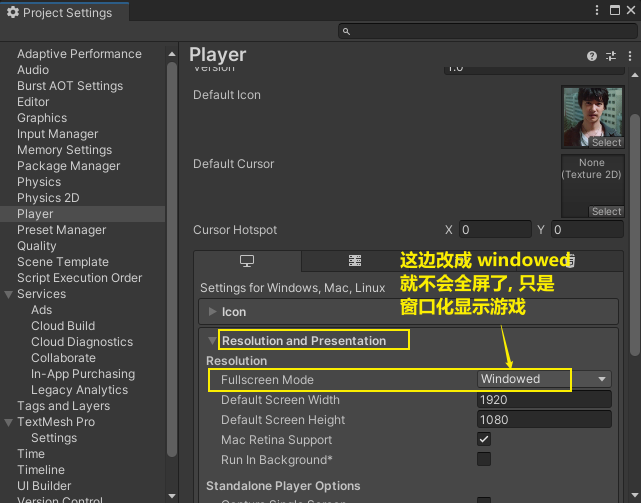 Project Settings
Adaptive Performance
Audio
Burst AOT Settings
Editor
Graphics
Input Manager
Memory Settings
Package Manager
Physics
Physics 2D
Player
Preset Manager
Quality
Scene Template
Script Execution Order
Services
Ads
Cloud Build
Cloud Diagnostics
Collaborate
In-App Purchasing
Legacy Analytics
Tags and Layers
TextMesh Pro
Settings
Time
Timeline
UI Builder
Version Control
Player
Version 1.0
Default Icon
Select
Default Cursor
None
(Texture 2D)
Select
Cursor Hotspot X 0 Y 0
这边改成 windowed
就不会全屏了, 只是
窗口化显示游戏
Settings for Windows, Mac, Linux
Icon
Resolution and Presentation
Resolution
Fullscreen Mode Windowed
Default Screen Width 1920
Default Screen Height 1080
Mac Retina Support
Run In Background*
Standalone Player Options
Capture Single Screen